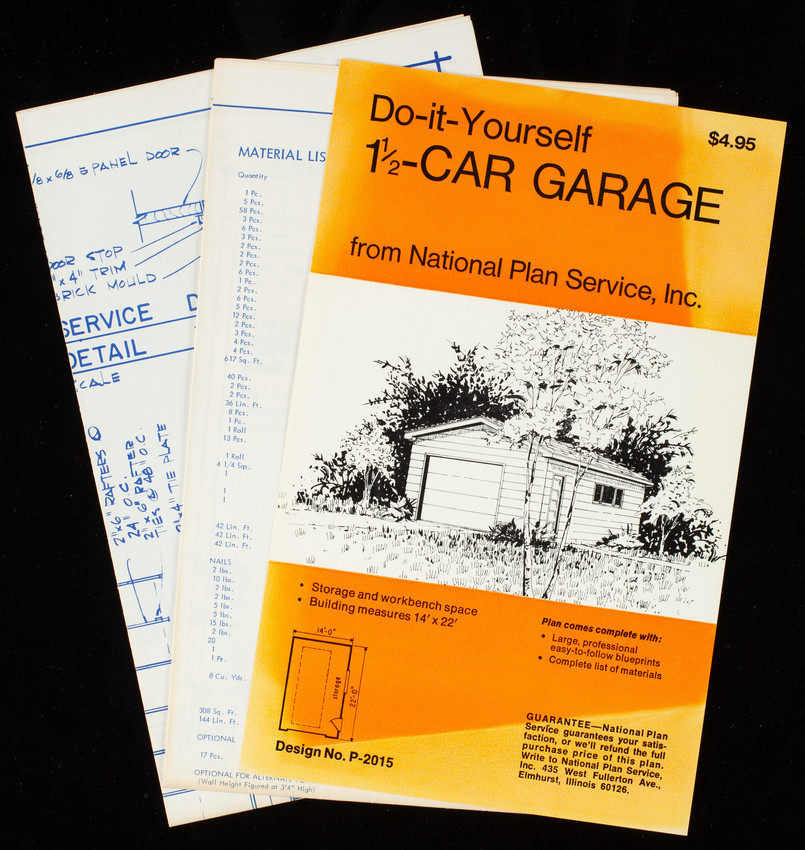 Do-it-Yourself
$4.95
1½-CAR GARAGE
from National Plan Service, Inc.
• Storage and workbench space
• Building measures 14' x 22'
14'-0"
storage
22'-0"
Design No. P-2015
Plan comes complete with:
• Large, professional
easy-to-follow blueprints
• Complete list of materials
GUARANTEE—National Plan
Service guarantees your satis-
faction, or we'll refund the full
purchase price of this plan.
Write to National Plan Service,
Inc. 435 West Fullerton Ave.,
Elmhurst, Illinois 60126.
MATERIAL LIS
Quantity
1 Pc.
5 Pcs.
58 Pcs.
3 Pcs.
6 Pcs.
3 Pcs.
2 Pcs.
2 Pcs.
2 Pcs.
6 Pcs.
1 Pc.
2 Pcs.
6 Pcs.
5 Pcs.
12 Pcs.
2 Pcs.
3 Pcs.
4 Pcs.
4 Pcs.
617 Sq. Ft.
40 Pcs.
2 Pcs.
2 Pcs.
36 Lin. Ft.
8 Pcs.
1 Pc.
1 Roll
13 Pcs.
1 Roll
4 1/4 Sqs.
1
1
1
42 Lin. Ft.
42 Lin. Ft.
42 Lin. Ft.
NAILS
2 lbs.
10 lbs.
2 lbs.
2 lbs.
5 lbs.
5 lbs.
15 lbs.
2 lbs.
20
1
1 Pr.
8 Cu. Yds.
308 Sq. Ft.
144 Lin. Ft.
OPTIONAL
17 Pcs.
OPTIONAL FOR ALTERNATE
(Wall Height Figured at 3'4" High)
/8 x 6/8 5 PANEL DOOR
OOR STOP
" x 4" TRIM
BRICK MOULD
SERVICE D
DETAIL
SCALE
2"x6" RAFTERS @
24" O.C.
2"x6" RAFTER
TIES @ 48" O.C.
2"x4" TIE PLATE